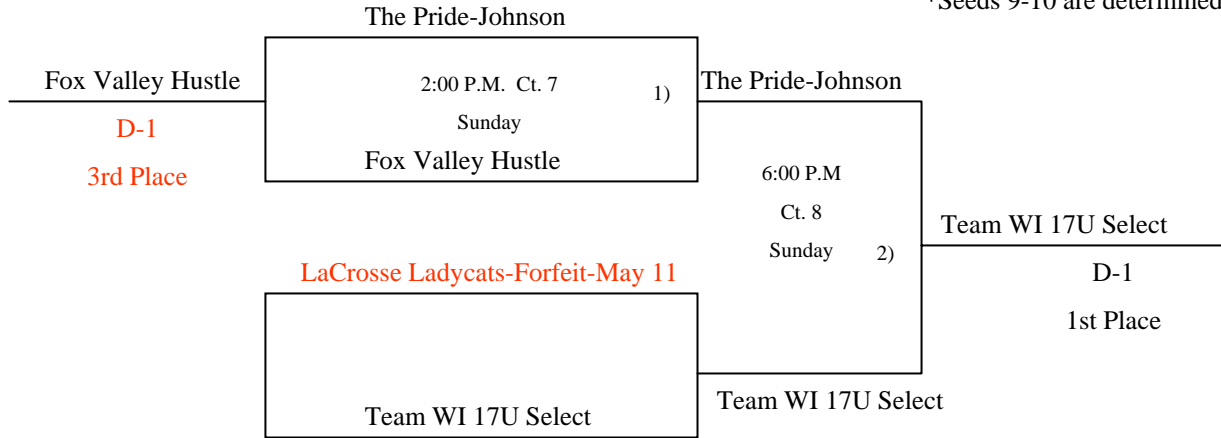 *Seeds 9-10 are determined
The Pride-Johnson
Fox Valley Hustle
2:00 P.M. Ct. 7
1)
The Pride-Johnson
D-1
Sunday
3rd Place
Fox Valley Hustle
6:00 P.M
Ct. 8
Sunday
2)
Team WI 17U Select
LaCrosse Ladycats-Forfeit-May 11
D-1
1st Place
Team WI 17U Select
Team WI 17U Select